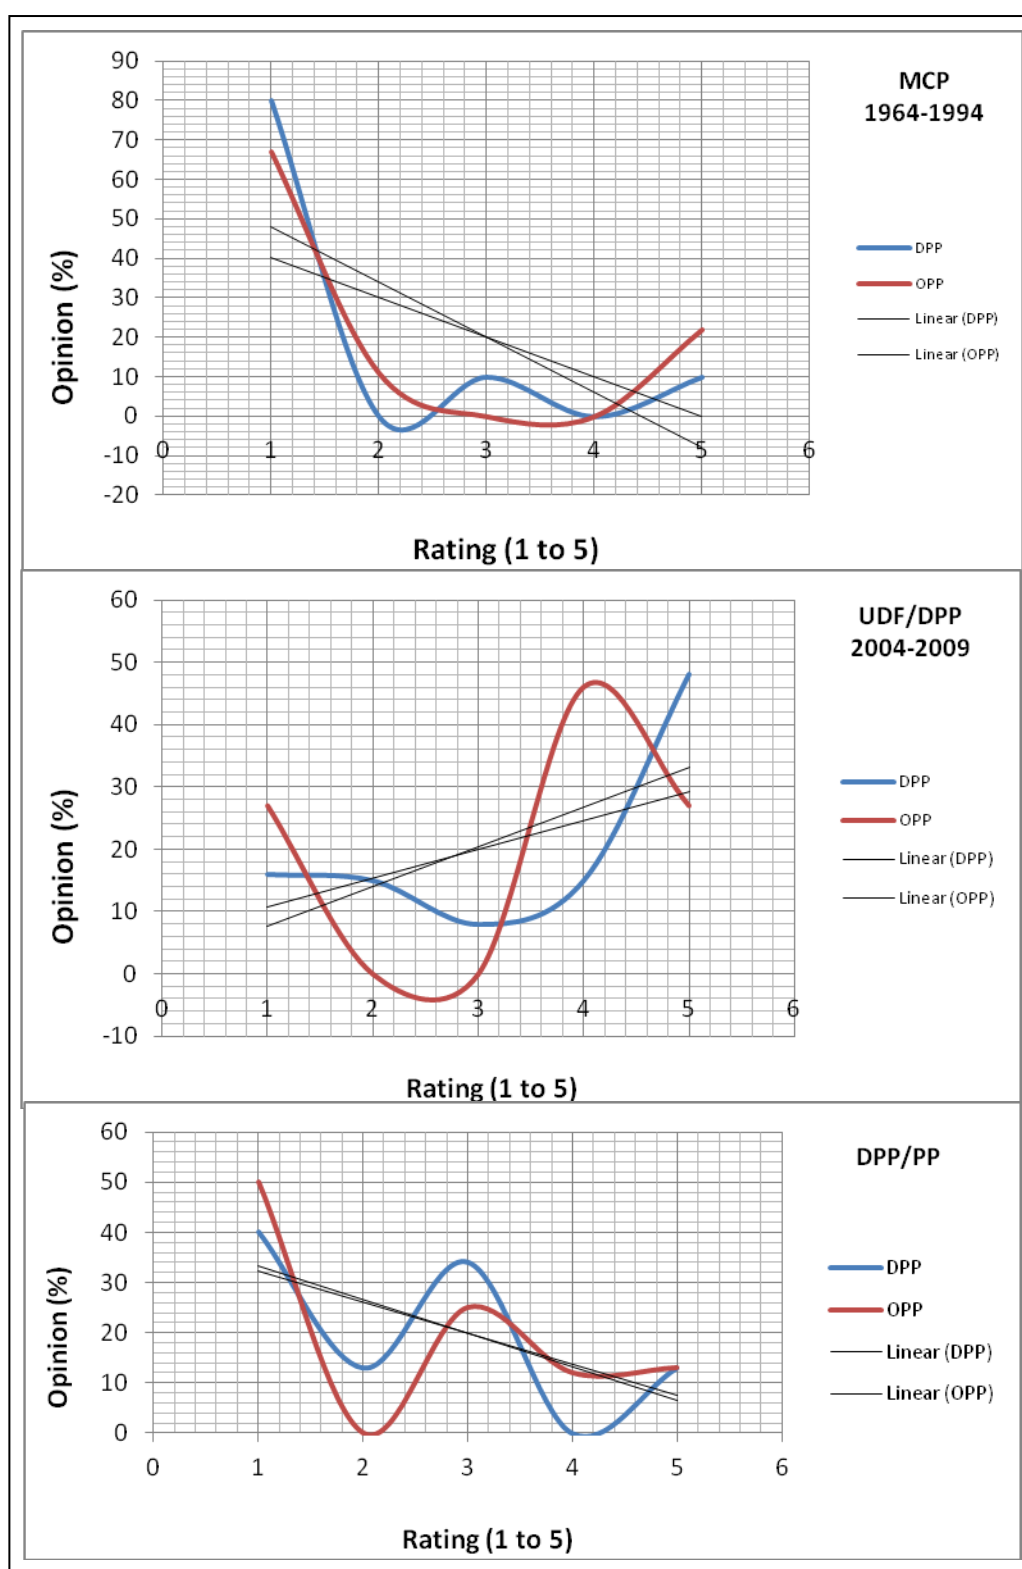 MCP
1964-1994
90
80
70
60
50
40
30
20
10
0
-10
-20
0 1 2 3 4 5 6
Opinion (%)
Rating (1 to 5)
DPP
OPP
Linear (DPP)
Linear (OPP)
UDF/DPP
2004-2009
60
50
40
30
20
10
0
-10
0 1 2 3 4 5 6
Opinion (%)
Rating (1 to 5)
DPP
OPP
Linear (DPP)
Linear (OPP)
DPP/PP
60
50
40
30
20
10
0
0 1 2 3 4 5 6
Opinion (%)
Rating (1 to 5)
DPP
OPP
Linear (DPP)
Linear (OPP)